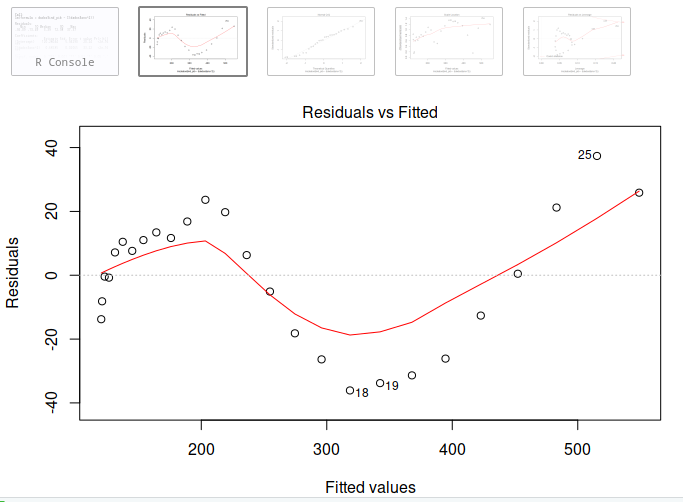 R Console
Residuals vs Fitted
Residuals
40
20
0
-20
-40
25
18
19
200 300 400 500
Fitted values